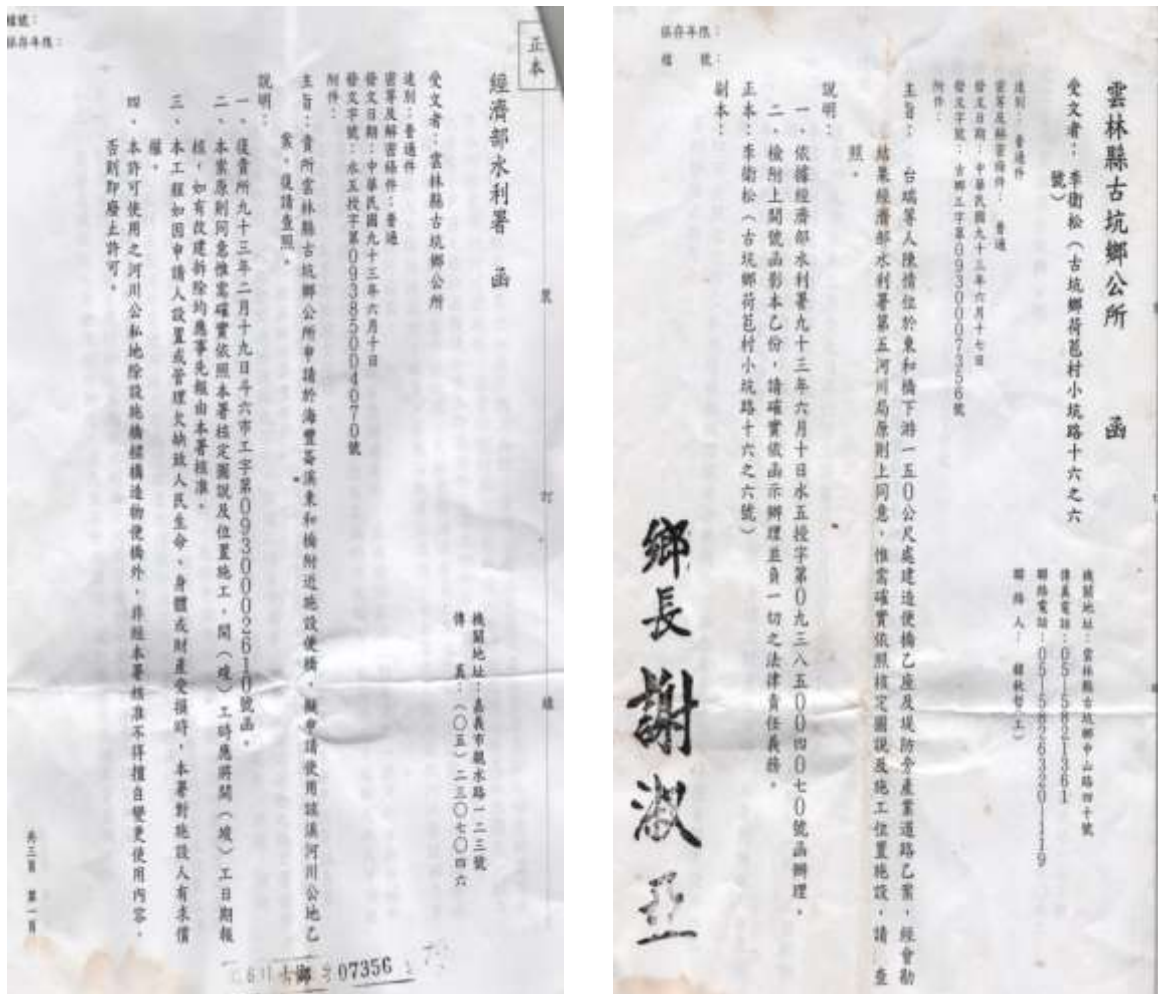 檔號：
保存年限：
正本
經濟部水利署　函
機關地址：嘉義市親水路一二三號
傳　真：（０五）二三０七０四六
受文者：雲林縣古坑鄉公所
速別：普通件
密等及解密條件：普通
發文日期：中華民國九十三年六月十日
發文字號：水五授字第09385004070號
附件：
主旨：貴所雲林縣古坑鄉公所申請於海豐崙溪東和橋附近施設便橋，擬申請使用該溪河川公地乙
案，復請查照。
說明：
一、復貴所九十三年二月十九日斗六市工字第0930002610號函。
二、本案原則同意惟需確實依照本署核定圖說及位置施工，開（竣）工時應將開（竣）工日期報
核，如有改建拆除均應事先報由本署核准。
三、本工程如因申請人設置或管理欠缺致人民生命、身體或財產受損時，本署對施設人有求償
權。
四、本許可使用之河川公私地除設施橋樑構造物便橋外，非經本署核准不得擅自變更使用內容，
否則即廢止許可。
裝
訂
線
共三頁　第一頁
07356
保存年限：
檔　號：
雲林縣古坑鄉公所　函
機關地址：雲林縣古坑鄉中山路四十號
傳真電話：05-5821361
聯絡電話：05-5826320-119
聯 絡 人：
受文者：李衛松（古坑鄉荷苞村小坑路十六之六
號）
速別：普通件
密等及解密條件：普通
發文日期：中華民國九十三年六月十七日
發文字號：古鄉工字第0930007356號
附件：
主旨：台端等人陳情位於東和橋下游一五０公尺處建造便橋乙座及堤防旁產業道路乙案，經會勘
結果經濟部水利署第五河川局原則上同意，惟需確實依照核定圖說及施工位置施設，請　查
照。
說明：
一、依據經濟部水利署九十三年六月十日水五授字第０九三八五００四０七０號函辦理。
二、檢附上開號函影本乙份，請確實依函示辦理並負一切之法律責任義務。
正本：李衛松（古坑鄉荷苞村小坑路十六之六號）
副本：
鄉長 謝淑亞